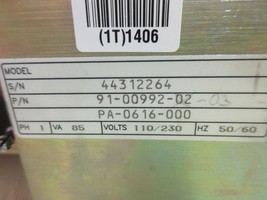 (1T)1406
MODEL
S/N 44312264
P/N 91-00992-02 -03
PA-0616-000
PH 1 VA 85 VOLTS 110/230 HZ 50/60